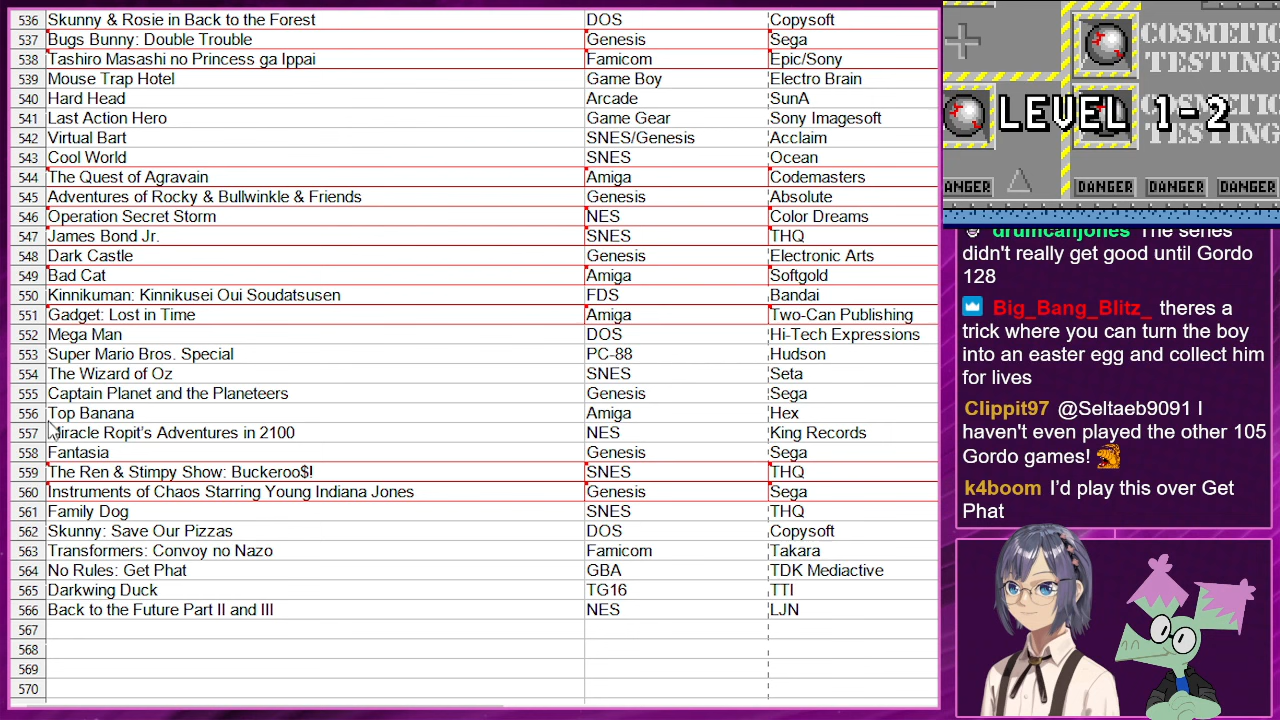 536 Skunny & Rosie in Back to the Forest DOS Copysoft
537 Bugs Bunny: Double Trouble Genesis Sega
538 Tashiro Masashi no Princess ga Ippai Famicom Epic/Sony
539 Mouse Trap Hotel Game Boy Electro Brain
540 Hard Head Arcade SunA
541 Last Action Hero Game Gear Sony Imagesoft
542 Virtual Bart SNES/Genesis Acclaim
543 Cool World SNES Ocean
544 The Quest of Agravain Amiga Codemasters
545 Adventures of Rocky & Bullwinkle & Friends Genesis Absolute
546 Operation Secret Storm NES Color Dreams
547 James Bond Jr. SNES THQ
548 Dark Castle Genesis Electronic Arts
549 Bad Cat Amiga Softgold
550 Kinnikuman: Kinnikusei Oui Soudatsusen FDS Bandai
551 Gadget: Lost in Time Amiga Two-Can Publishing
552 Mega Man DOS Hi-Tech Expressions
553 Super Mario Bros. Special PC-88 Hudson
554 The Wizard of Oz SNES Seta
555 Captain Planet and the Planeteers Genesis Sega
556 Top Banana Amiga Hex
557 Miracle Ropit's Adventures in 2100 NES King Records
558 Fantasia Genesis Sega
559 The Ren & Stimpy Show: Buckeroo$! SNES THQ
560 Instruments of Chaos Starring Young Indiana Jones Genesis Sega
561 Family Dog SNES THQ
562 Skunny: Save Our Pizzas DOS Copysoft
563 Transformers: Convoy no Nazo Famicom Takara
564 No Rules: Get Phat GBA TDK Mediactive
565 Darkwing Duck TG16 TTI
566 Back to the Future Part II and III NES LJN
567
568
569
570
COSMETIC
TESTING
COSMETIC
TESTING
LEVEL 1-2
ANGER DANGER DANGER DANGER
drumcanjones The series
didn't really get good until Gordo
128
Big_Bang_Blitz_ theres a
trick where you can turn the boy
into an easter egg and collect him
for lives
Clippit97 @Seltaeb9091 I
haven't even played the other 105
Gordo games!
k4boom I'd play this over Get
Phat